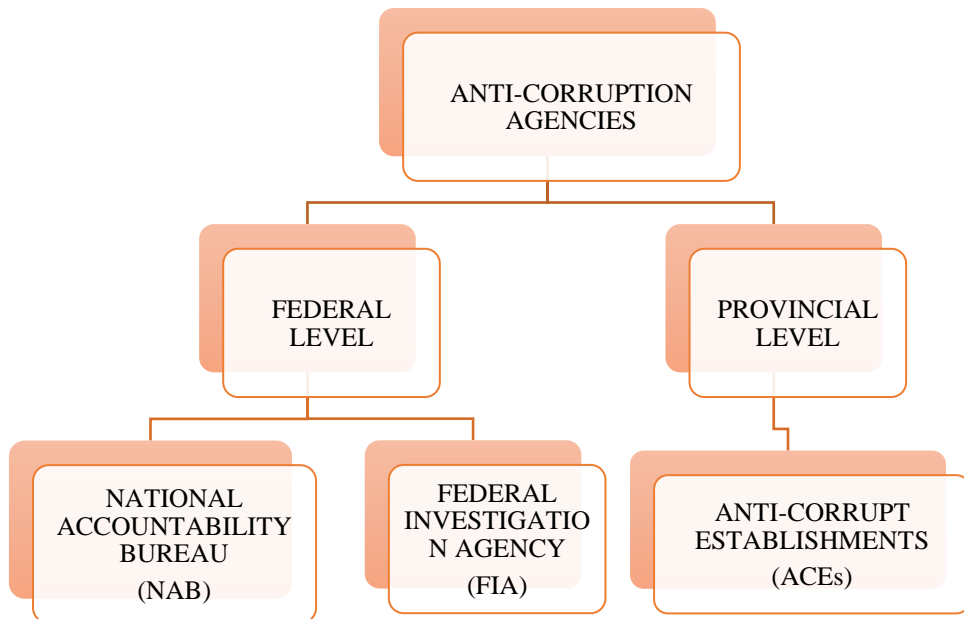 ANTI-CORRUPTION
AGENCIES
FEDERAL
LEVEL
PROVINCIAL
LEVEL
NATIONAL
ACCOUNTABILITY
BUREAU
(NAB)
FEDERAL
INVESTIGATIO
N AGENCY
(FIA)
ANTI-CORRUPT
ESTABLISHMENTS
(ACEs)